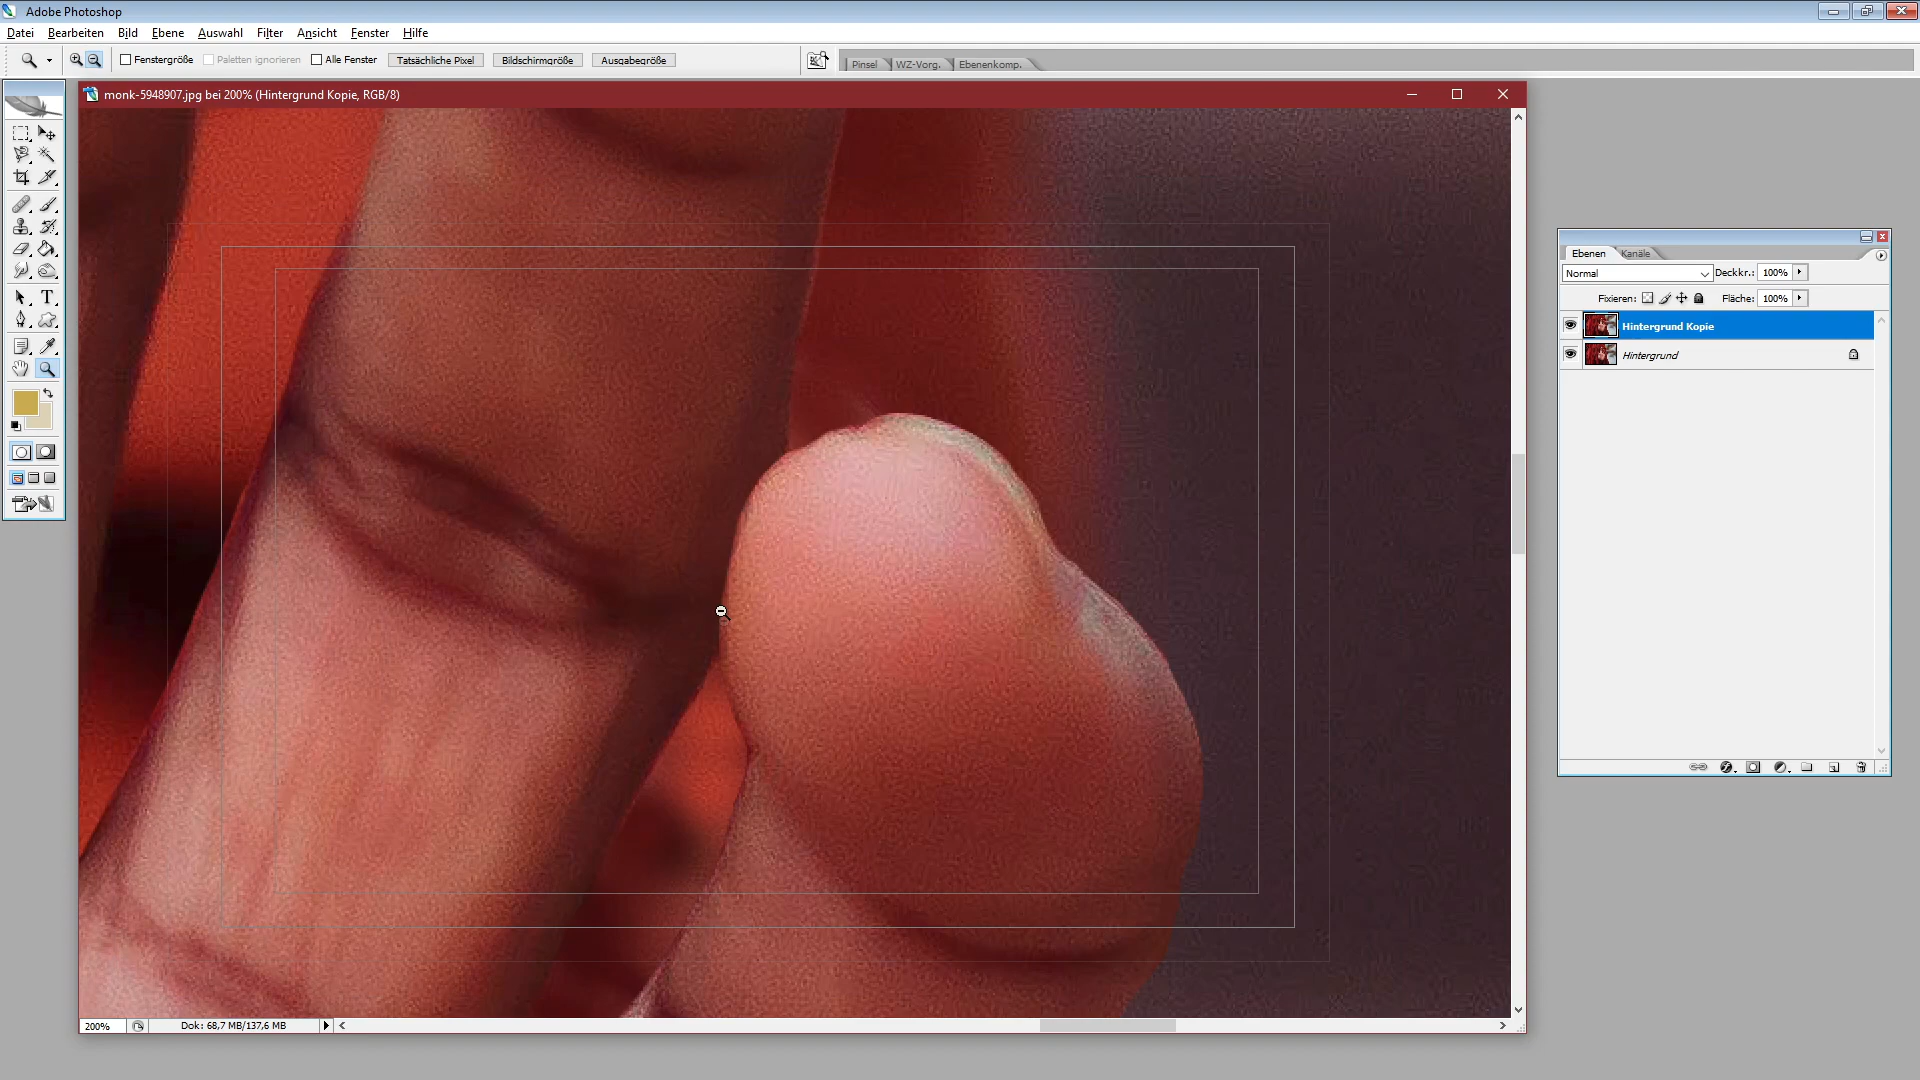 Adobe Photoshop
Datei Bearbeiten Bild Ebene Auswahl Filter Ansicht Fenster Hilfe
Fenstergröße Paletten ignorieren Alle Fenster Tatsächliche Pixel Bildschirmgröße Ausgabegröße Pinsel WZ-Vorg. Ebenenkomp.
monk-5948907.jpg bei 200% (Hintergrund Kopie, RGB/8)
Ebenen Kanäle
Normal Deckkr.: 100%
Fixieren: Fläche: 100%
Hintergrund Kopie
Hintergrund
200% Dok: 68,7 MB/137,6 MB